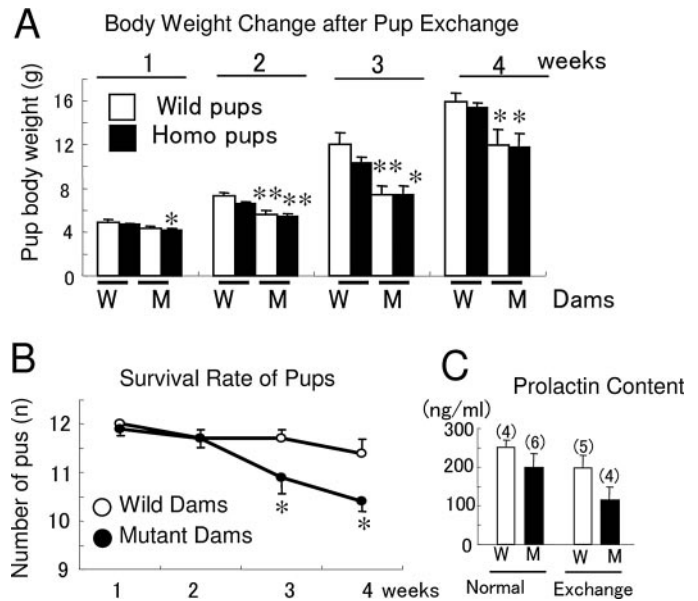 A
Body Weight Change after Pup Exchange
1 2 3 4 weeks
Pup body weight (g)
16
12
8
4
0
Wild pups
Homo pups
* ** ** ** * * *
W M W M W M W M Dams
B
Survival Rate of Pups
Number of pus (n)
12
11
10
9
Wild Dams
Mutant Dams
* *
1 2 3 4 weeks
C
Prolactin Content
(ng/ml)
300
200
100
0
(4) (6) (5) (4)
W M W M
Normal Exchange